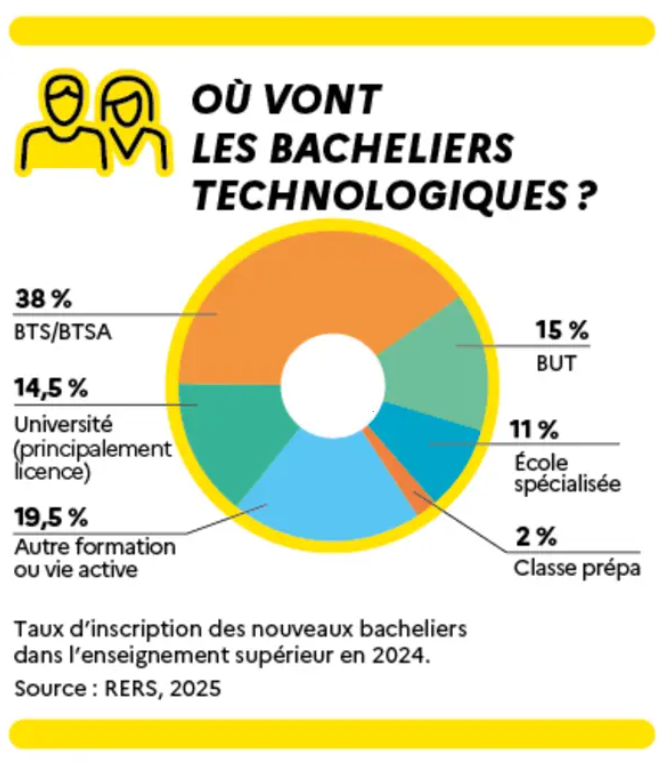 OÙ VONT
LES BACHELIERS
TECHNOLOGIQUES ?
38 %
BTS/BTSA
14,5 %
Université
(principalement
licence)
19,5 %
Autre formation
ou vie active
15 %
BUT
11 %
École
spécialisée
2 %
Classe prépa
Taux d’inscription des nouveaux bacheliers
dans l’enseignement supérieur en 2024.
Source : RERS, 2025